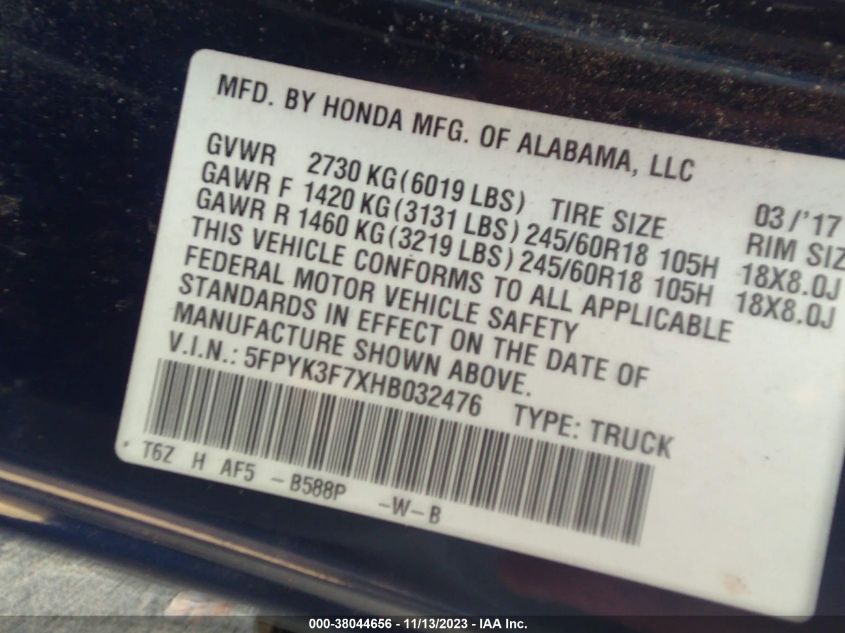 MFD. BY HONDA MFG. OF ALABAMA, LLC
03/'17
GVWR 2730 KG (6019 LBS) TIRE SIZE RIM SIZ
GAWR F 1420 KG (3131 LBS) 245/60R18 105H 18X8.0J
GAWR R 1460 KG (3219 LBS) 245/60R18 105H 18X8.0J
THIS VEHICLE CONFORMS TO ALL APPLICABLE
FEDERAL MOTOR VEHICLE SAFETY
STANDARDS IN EFFECT ON THE DATE OF
MANUFACTURE SHOWN ABOVE.
V.I.N.: 5FPYK3F7XHB032476 TYPE: TRUCK
T6Z H AF5 -B588P -W-B
000-38044656 - 11/13/2023 - IAA Inc.